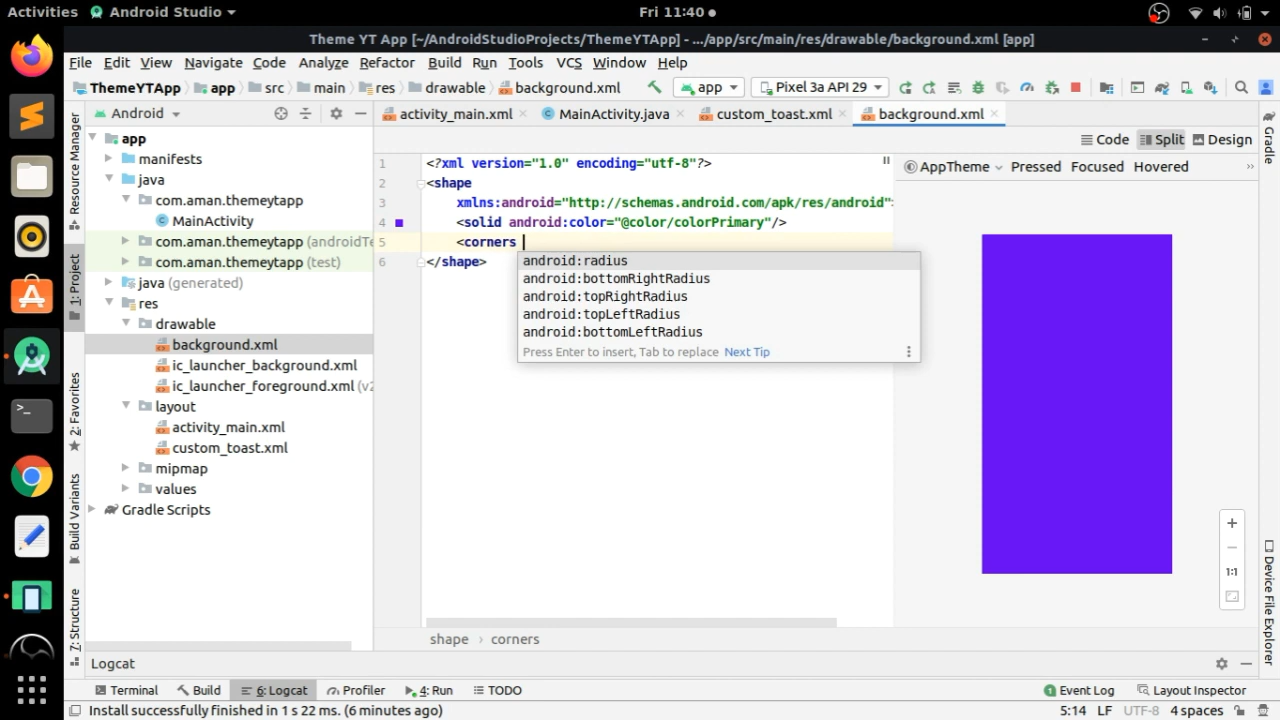 Activities Android Studio Fri 11:40
Theme YT App [~/AndroidStudioProjects/ThemeYTApp] - .../app/src/main/res/drawable/background.xml [app]
File Edit View Navigate Code Analyze Refactor Build Run Tools VCS Window Help
ThemeYTApp app src main res drawable background.xml app Pixel 3a API 29
Android activity_main.xml MainActivity.java custom_toast.xml background.xml
Code Split Design
AppTheme Pressed Focused Hovered
Resource Manager
1: Project
2: Favorites
Build Variants
7: Structure
app
manifests
java
com.aman.themeytapp
MainActivity
com.aman.themeytapp (androidTe
com.aman.themeytapp (test)
java (generated)
res
drawable
background.xml
ic_launcher_background.xml
ic_launcher_foreground.xml (v2
layout
activity_main.xml
custom_toast.xml
mipmap
values
Gradle Scripts
1 <?xml version="1.0" encoding="utf-8"?>
2 <shape
3 xmlns:android="http://schemas.android.com/apk/res/android">
4 <solid android:color="@color/colorPrimary"/>
5 <corners
6 </shape>
android:radius
android:bottomRightRadius
android:topRightRadius
android:topLeftRadius
android:bottomLeftRadius
Press Enter to insert, Tab to replace Next Tip
1:1
Gradle
Device File Explorer
shape › corners
Logcat
Terminal Build 6: Logcat Profiler 4: Run TODO 1 Event Log Layout Inspector
Install successfully finished in 1 s 22 ms. (6 minutes ago) 5:14 LF UTF-8 4 spaces